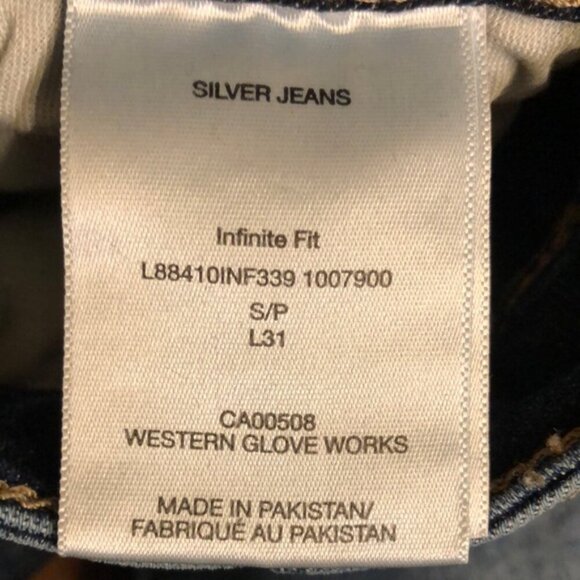 SILVER JEANS
Infinite Fit
L88410INF339 1007900
S/P
L31
CA00508
WESTERN GLOVE WORKS
MADE IN PAKISTAN/
FABRIQUÉ AU PAKISTAN